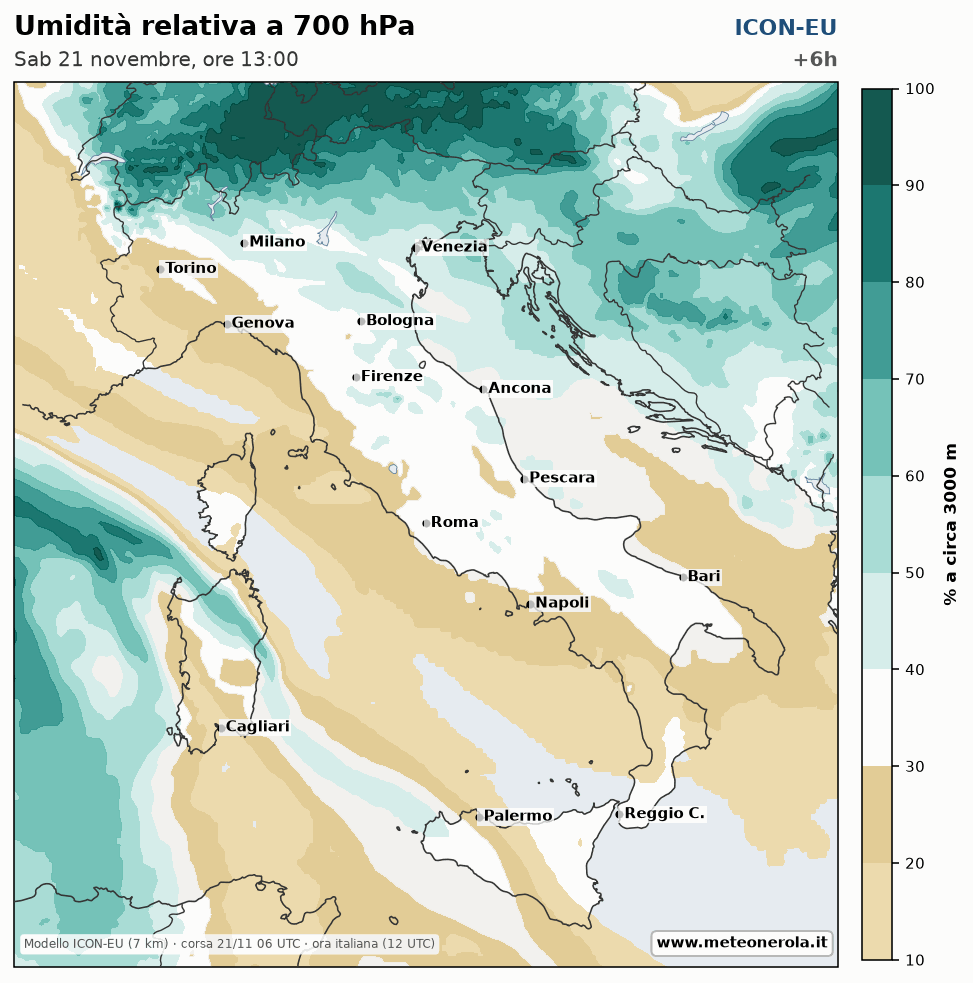 Umidità relativa a 700 hPa
ICON-EU
Sab 21 novembre, ore 13:00
+6h
100
90
80
70
60
50
40
30
20
10
% a circa 3000 m
Milano
Venezia
Torino
Bologna
Genova
Firenze
Ancona
Pescara
Roma
Bari
Napoli
Cagliari
Reggio C.
Palermo
Modello ICON-EU (7 km) · corsa 21/11 06 UTC · ora italiana (12 UTC)
www.meteonerola.it